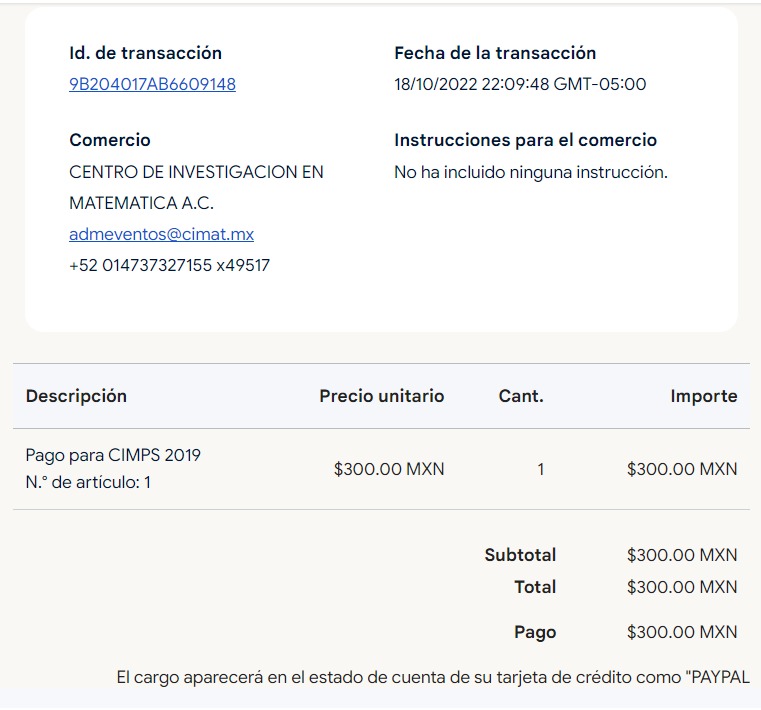 Id. de transacción
Fecha de la transacción
9B204017AB6609148
18/10/2022 22:09:48 GMT-05:00
Comercio
Instrucciones para el comercio
CENTRO DE INVESTIGACION EN
No ha incluido ninguna instrucción.
MATEMATICA A.C.
admeventos@cimat.mx
+52 014737327155 x49517
Descripción Precio unitario Cant. Importe
Pago para CIMPS 2019
N.° de artículo: 1
$300.00 MXN 1 $300.00 MXN
Subtotal $300.00 MXN
Total $300.00 MXN
Pago $300.00 MXN
El cargo aparecerá en el estado de cuenta de su tarjeta de crédito como "PAYPAL